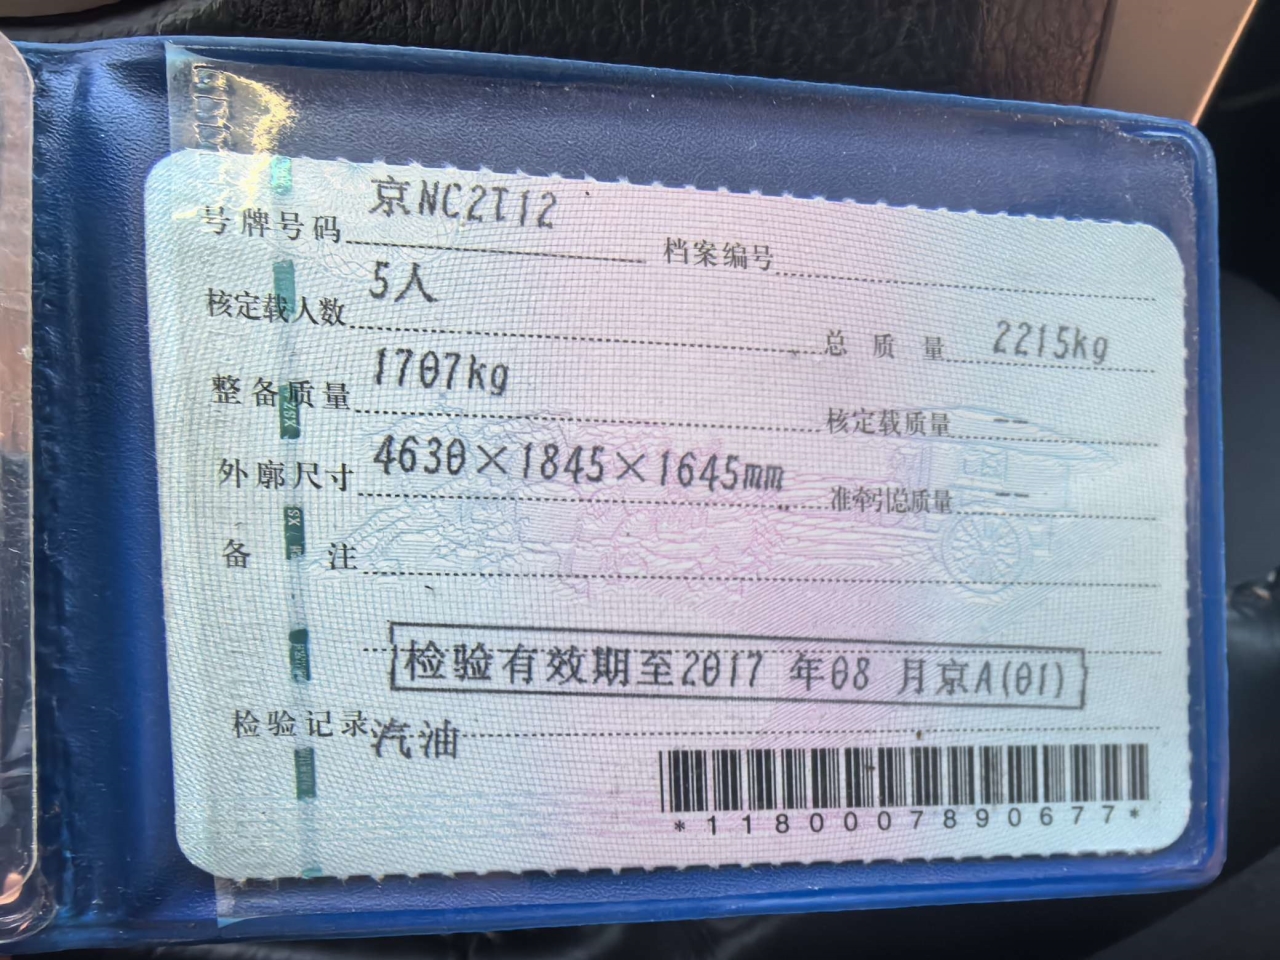 号牌号码 京NC2T12 档案编号
核定载人数 5人 总质量 2215kg
整备质量 1707kg 核定载质量 --
外廓尺寸 4630×1845×1645mm 准牵引总质量 --
备注
检验有效期至2017 年08 月京A(01)
检验记录 汽油
*1180007890677*